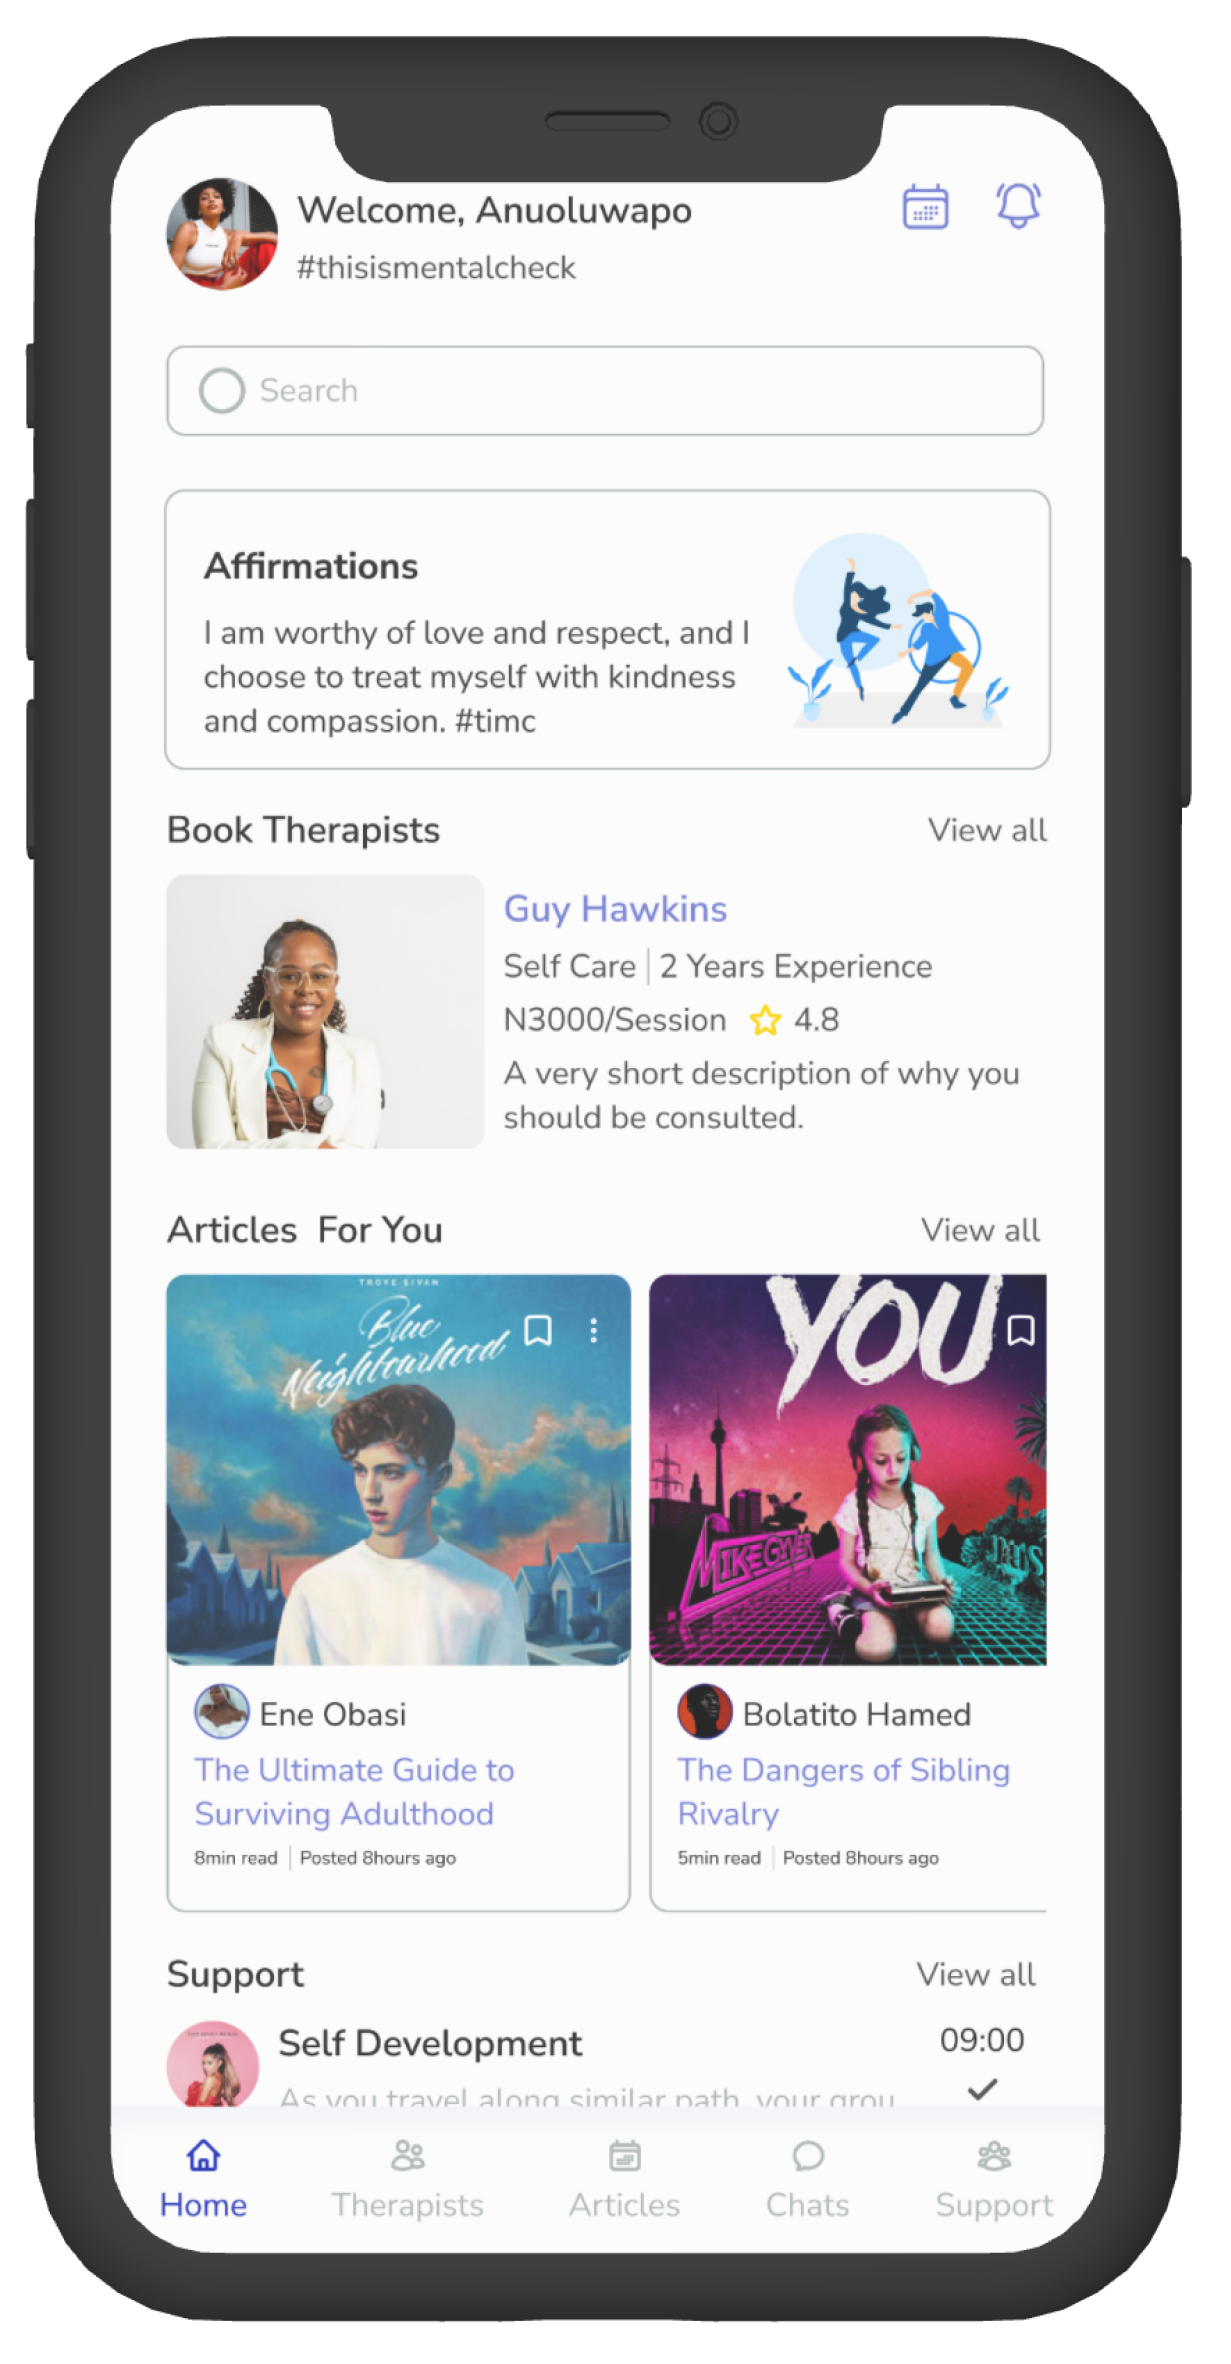 Welcome, Anuoluwapo
#thisismentalcheck
Search
Affirmations
I am worthy of love and respect, and I
choose to treat myself with kindness
and compassion. #timc
Book Therapists
View all
Guy Hawkins
Self Care | 2 Years Experience
N3000/Session 4.8
A very short description of why you
should be consulted.
Articles For You
View all
TROYE SIVAN
Blue
Neighbourhood
YOU
MIKE GYVER
Ene Obasi
The Ultimate Guide to
Surviving Adulthood
8min read | Posted 8hours ago
Bolatito Hamed
The Dangers of Sibling
Rivalry
5min read | Posted 8hours ago
Support
View all
Self Development
09:00
As you travel along similar path, your grou
Home
Therapists
Articles
Chats
Support